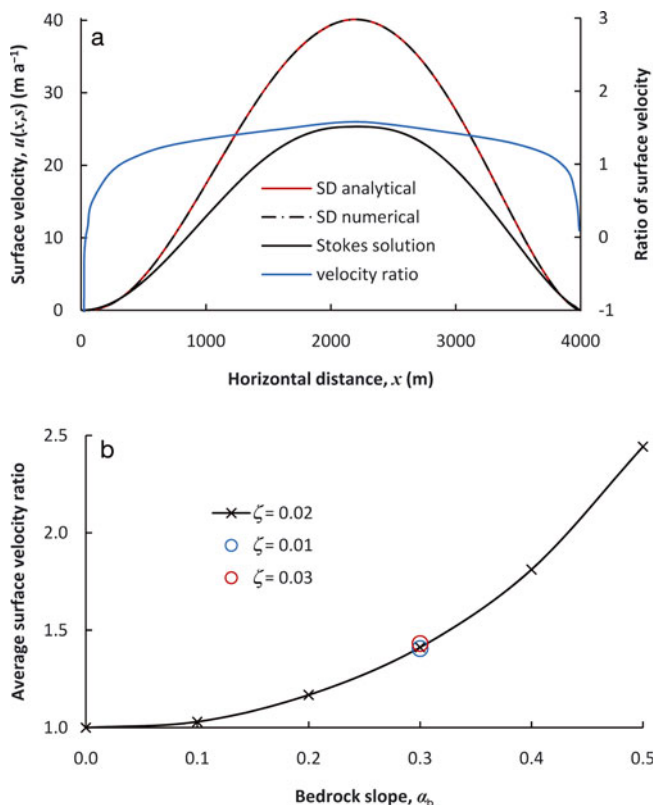 a
Surface velocity, u(x,s) (m a⁻¹)
40
30
20
10
0
3
2
1
0
-1
Ratio of surface velocity
SD analytical
SD numerical
Stokes solution
velocity ratio
0
1000
2000
3000
4000
Horizontal distance, x (m)
b
Average surface velocity ratio
2.5
2.0
1.5
1.0
ζ = 0.02
ζ = 0.01
ζ = 0.03
0.0
0.1
0.2
0.3
0.4
0.5
Bedrock slope, α_b